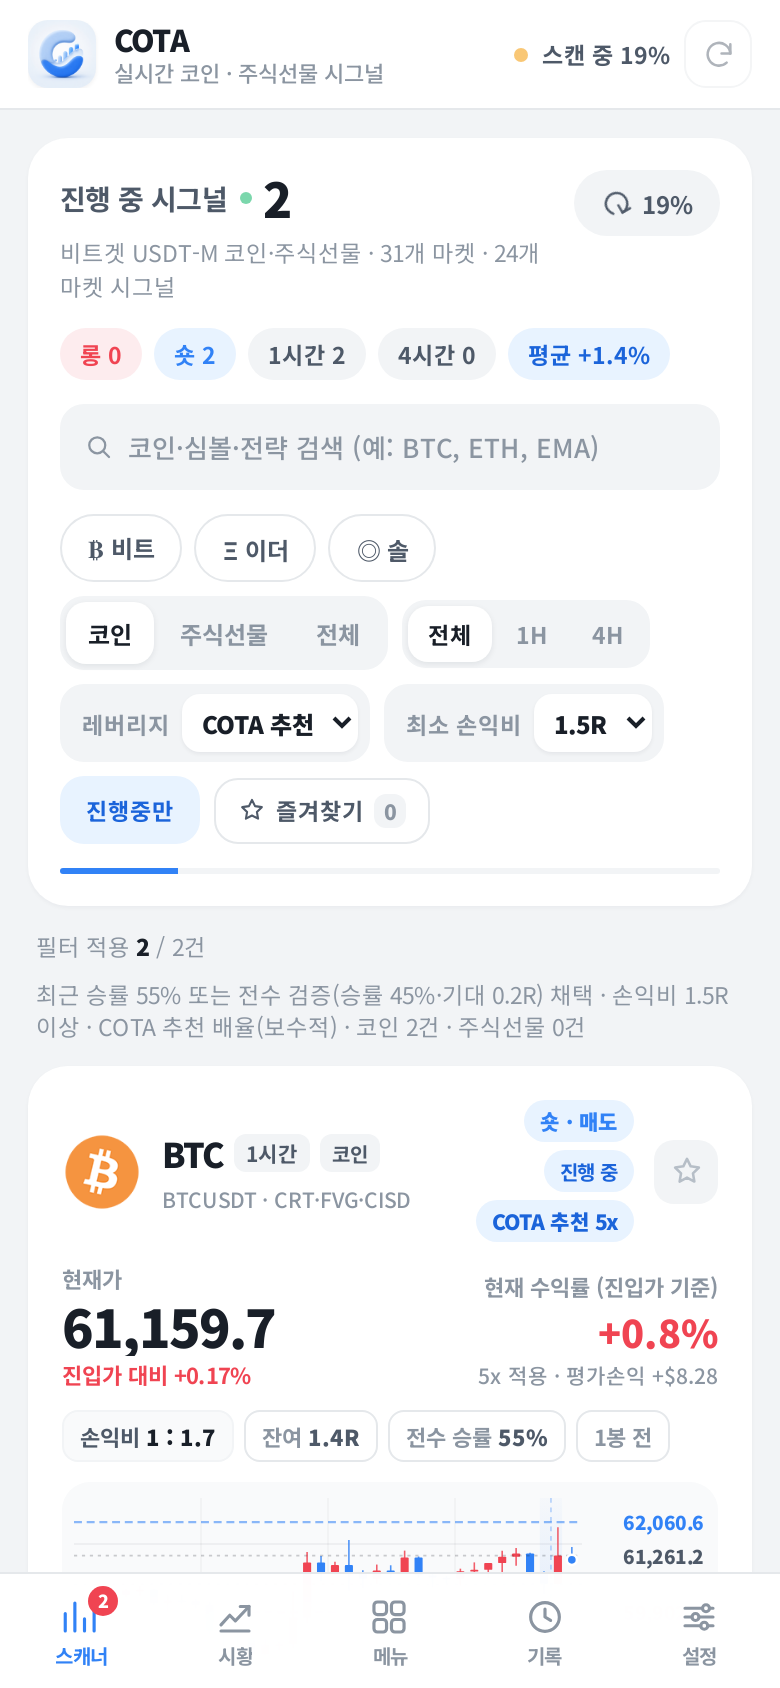 COTA
실시간 코인 · 주식선물 시그널
스캔 중 19%
진행 중 시그널 2
19%
비트겟 USDT-M 코인·주식선물 · 31개 마켓 · 24개
마켓 시그널
롱 0 숏 2 1시간 2 4시간 0 평균 +1.4%
코인·심볼·전략 검색 (예: BTC, ETH, EMA)
₿ 비트 Ξ 이더 ◎ 솔
코인 주식선물 전체 전체 1H 4H
레버리지 COTA 추천 최소 손익비 1.5R
진행중만 즐겨찾기 0
필터 적용 2 / 2건
최근 승률 55% 또는 전수 검증(승률 45%·기대 0.2R) 채택 · 손익비 1.5R
이상 · COTA 추천 배율(보수적) · 코인 2건 · 주식선물 0건
BTC 1시간 코인
BTCUSDT · CRT·FVG·CISD
숏 · 매도
진행 중
COTA 추천 5x
현재가
61,159.7
진입가 대비 +0.17%
현재 수익률 (진입가 기준)
+0.8%
5x 적용 · 평가손익 +$8.28
손익비 1 : 1.7 잔여 1.4R 전수 승률 55% 1봉 전
62,060.6
61,261.2
2
스캐너 시황 메뉴 기록 설정